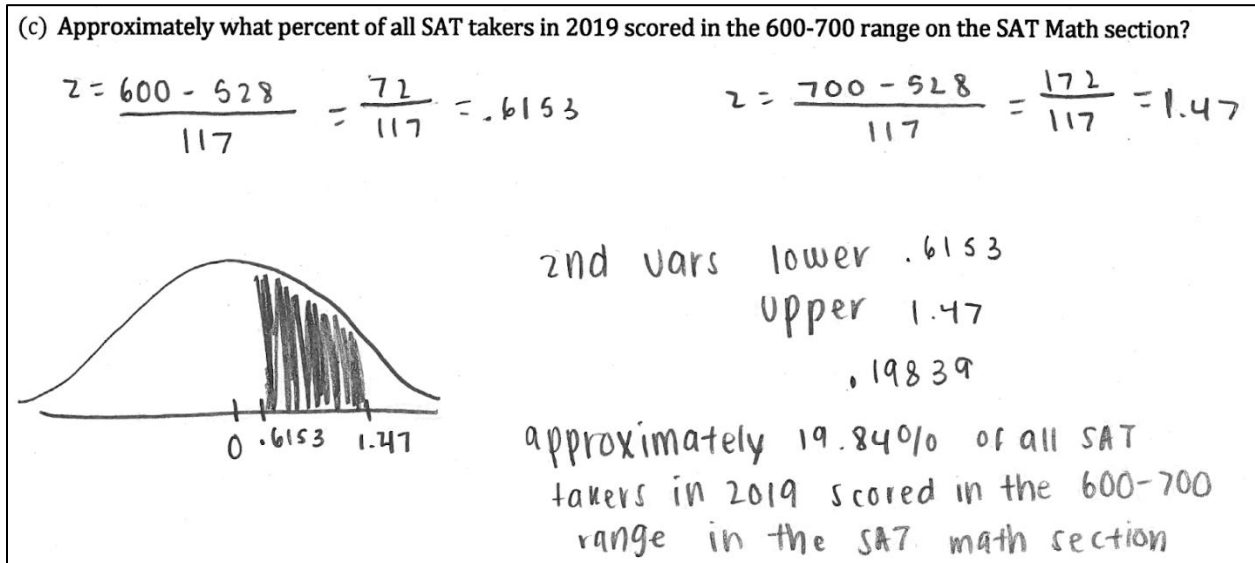 (c) Approximately what percent of all SAT takers in 2019 scored in the 600-700 range on the SAT Math section?
z = 600 - 528 / 117 = 72 / 117 = .6153
z = 700 - 528 / 117 = 172 / 117 = 1.47
2nd vars lower .6153
upper 1.47
.19839
0 .6153 1.47
approximately 19.84% of all SAT
takers in 2019 scored in the 600-700
range in the SAT math section